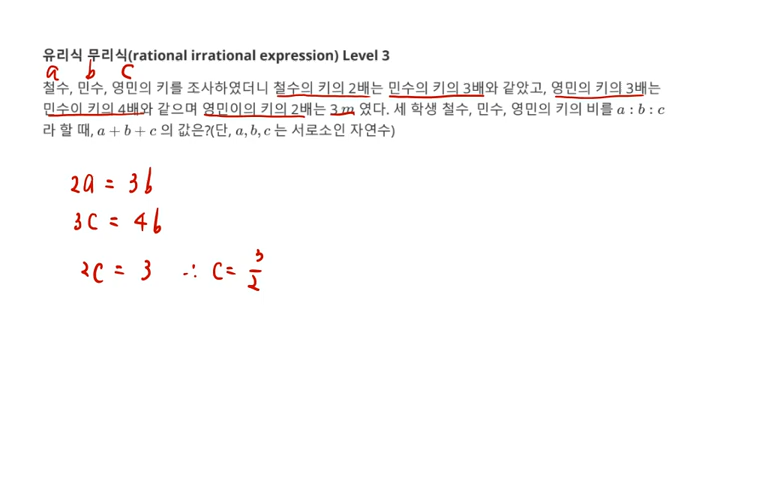 유리식 무리식(rational irrational expression) Level 3
a b c
철수, 민수, 영민의 키를 조사하였더니 철수의 키의 2배는 민수의 키의 3배와 같았고, 영민의 키의 3배는
민수이 키의 4배와 같으며 영민이의 키의 2배는 3 m 였다. 세 학생 철수, 민수, 영민의 키의 비를 a : b : c
라 할 때, a + b + c 의 값은?(단, a, b, c 는 서로소인 자연수)
2a = 3b
3c = 4b
2c = 3 ∴ c = 3/2